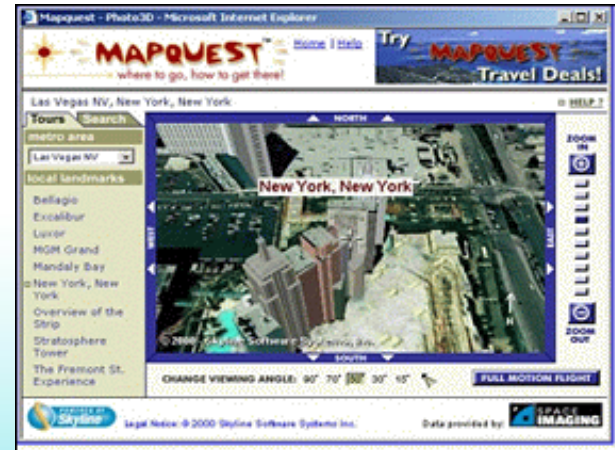 Mapquest - Photo3D - Microsoft Internet Explorer
MAPQUEST™
where to go, how to get there!
Home | Help
Try MAPQUEST
Travel Deals!
Las Vegas NV, New York, New York
HELP ?
Tours Search
metro area
Las Vegas NV
local landmarks
Bellagio
Excalibur
Luxor
MGM Grand
Mandaly Bay
New York, New
York
Overview of the
Strip
Stratosphere
Tower
The Fremont St.
Experience
NORTH
WEST
New York, New York
EAST
N
© 2000 Skyline Software Systems, Inc.
SOUTH
ZOOM
IN
ZOOM
OUT
CHANGE VIEWING ANGLE: 90° 70° 50° 30° 15°
FULL MOTION FLIGHT
POWERED BY
Skyline
Legal Notice: © 2000 Skyline Software Systems Inc.
Data provided by:
SPACE
IMAGING